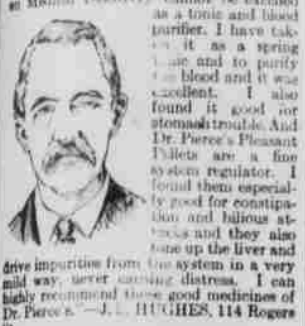 as a tonic and blood
purifier. I have tak-
it as a spring
and to purify
blood and it was
excellent. I also
found it good for
stomach trouble. And
Dr. Pierce's Pleasant
Pellets are a fine
system regulator. I
found them especial-
ly good for constipa-
tion and bilious at-
tacks and they also
tone up the liver and
drive impurities from the system in a very
mild way, never causing distress. I can
highly recommend these good medicines of
Dr. Pierce's."—J. L. HUGHES, 114 Rogers